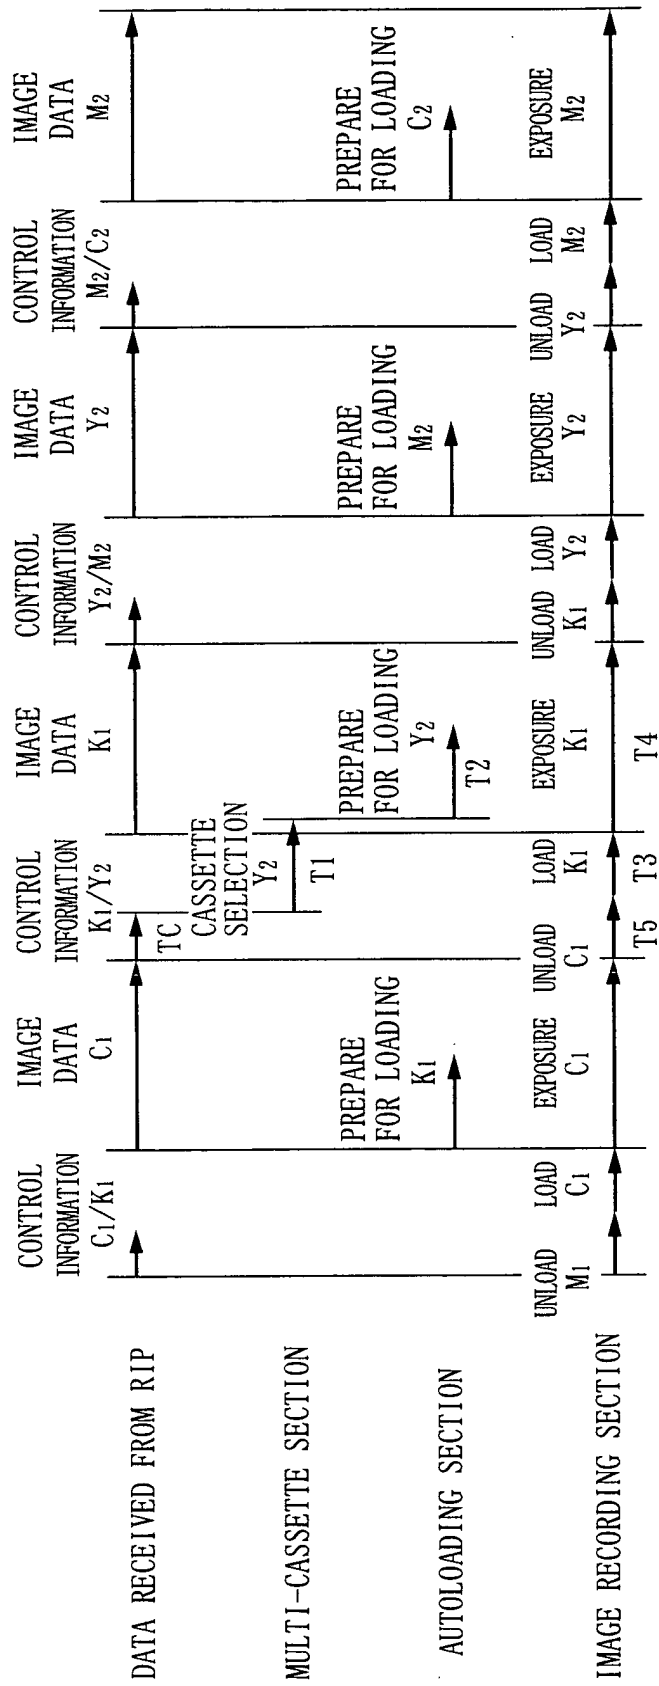 CONTROL
INFORMATION
C1/K1
IMAGE
DATA
C1
CONTROL
INFORMATION
K1/Y2
IMAGE
DATA
K1
CONTROL
INFORMATION
Y2/M2
IMAGE
DATA
Y2
CONTROL
INFORMATION
M2/C2
IMAGE
DATA
M2
DATA RECEIVED FROM RIP
TC
MULTI-CASSETTE SECTION
CASSETTE
SELECTION
Y2
T1
AUTOLOADING SECTION
PREPARE
FOR LOADING
K1
PREPARE
FOR LOADING
Y2
T2
PREPARE
FOR LOADING
M2
PREPARE
FOR LOADING
C2
IMAGE RECORDING SECTION
UNLOAD
M1
LOAD
C1
EXPOSURE
C1
UNLOAD
C1
T5
LOAD
K1
T3
EXPOSURE
K1
T4
UNLOAD
K1
LOAD
Y2
EXPOSURE
Y2
UNLOAD
Y2
LOAD
M2
EXPOSURE
M2